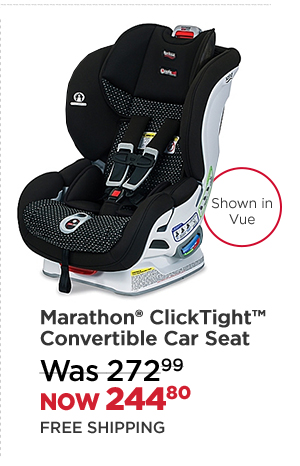 Shown in
Vue
Marathon® ClickTight™
Convertible Car Seat
Was 272⁹⁹
NOW 244⁸⁰
FREE SHIPPING